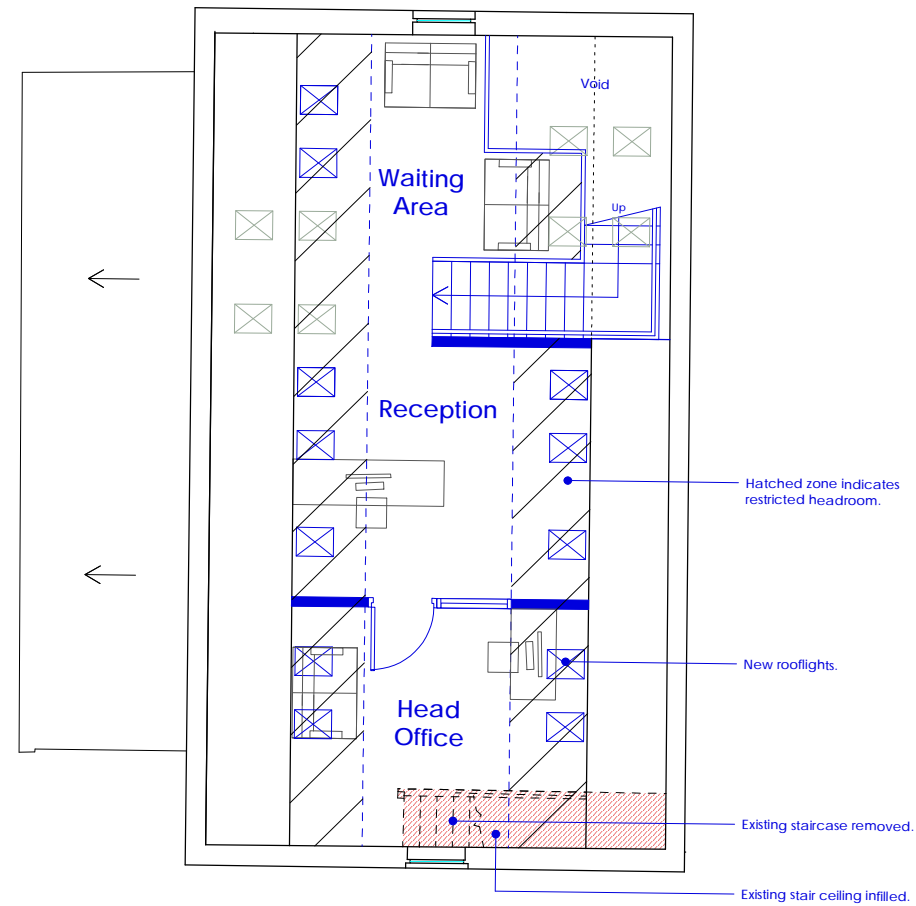 Void
Waiting
Area
Up
Reception
Hatched zone indicates
restricted headroom.
New rooflights.
Head
Office
Existing staircase removed.
Existing stair ceiling infilled.